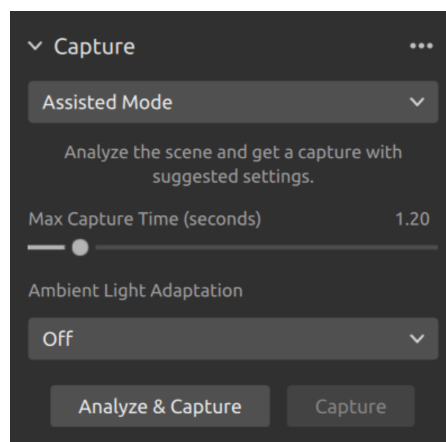 Capture
Assisted Mode
Analyze the scene and get a capture with
suggested settings.
Max Capture Time (seconds) 1.20
Ambient Light Adaptation
Off
Analyze & Capture Capture